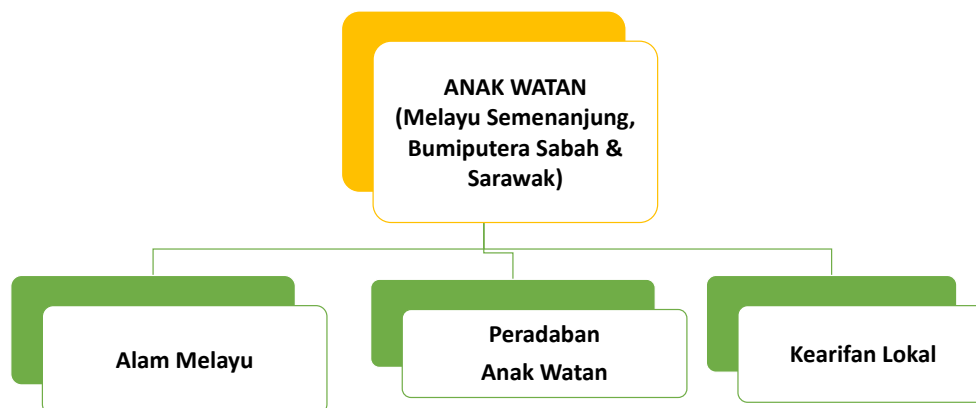 ANAK WATAN
(Melayu Semenanjung,
Bumiputera Sabah &
Sarawak)
Alam Melayu
Peradaban
Anak Watan
Kearifan Lokal